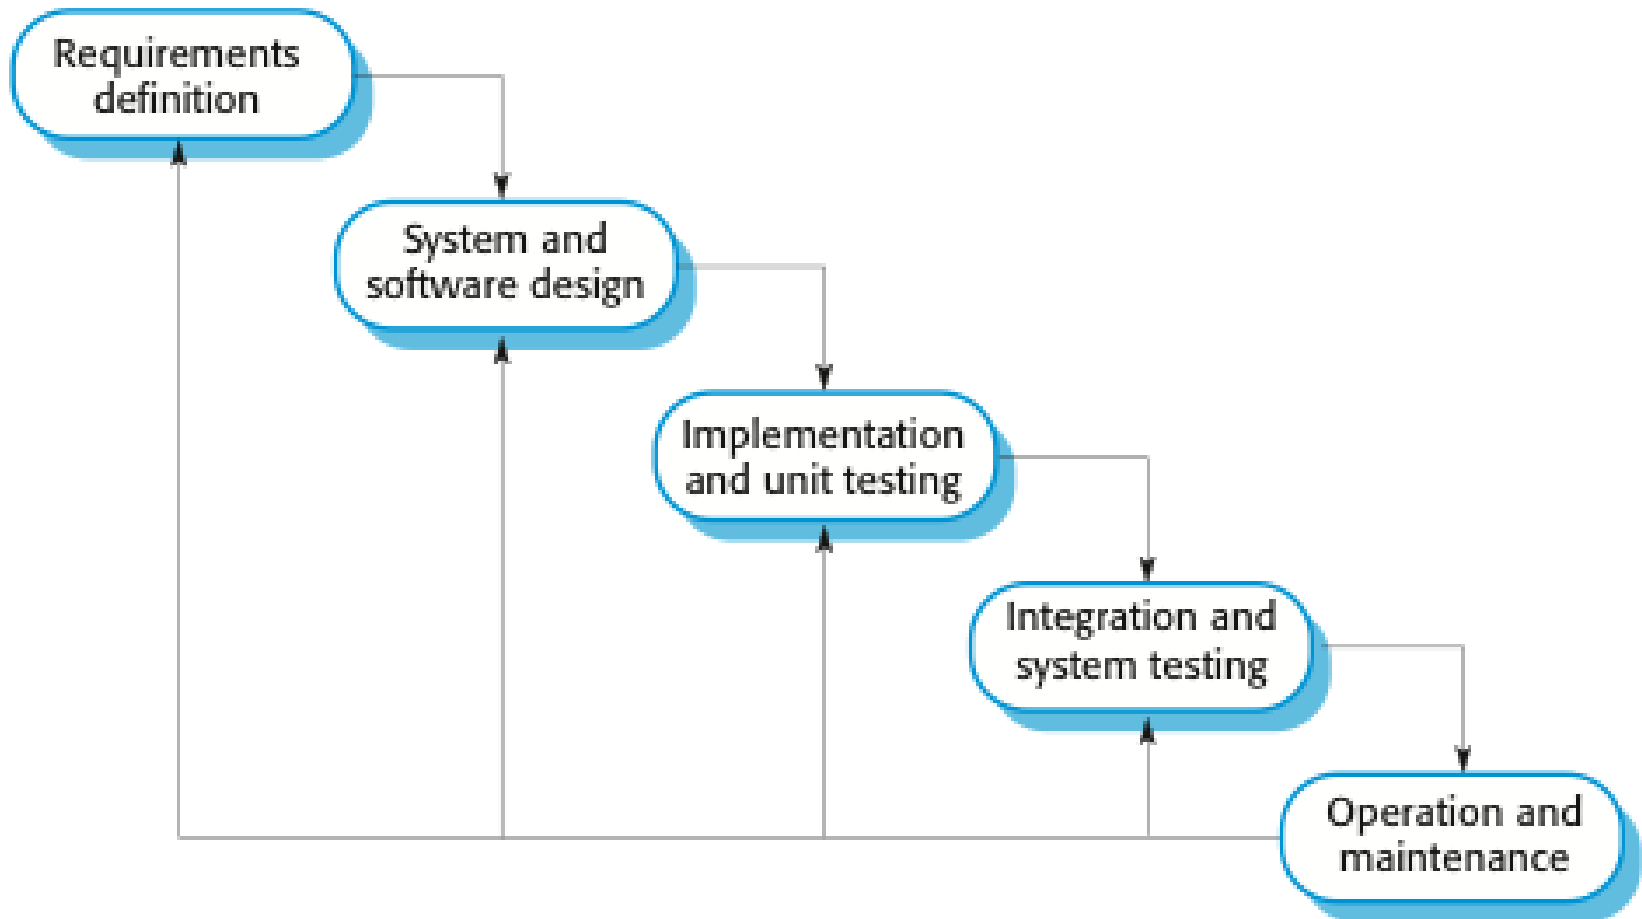 Requirements
definition
System and
software design
Implementation
and unit testing
Integration and
system testing
Operation and
maintenance